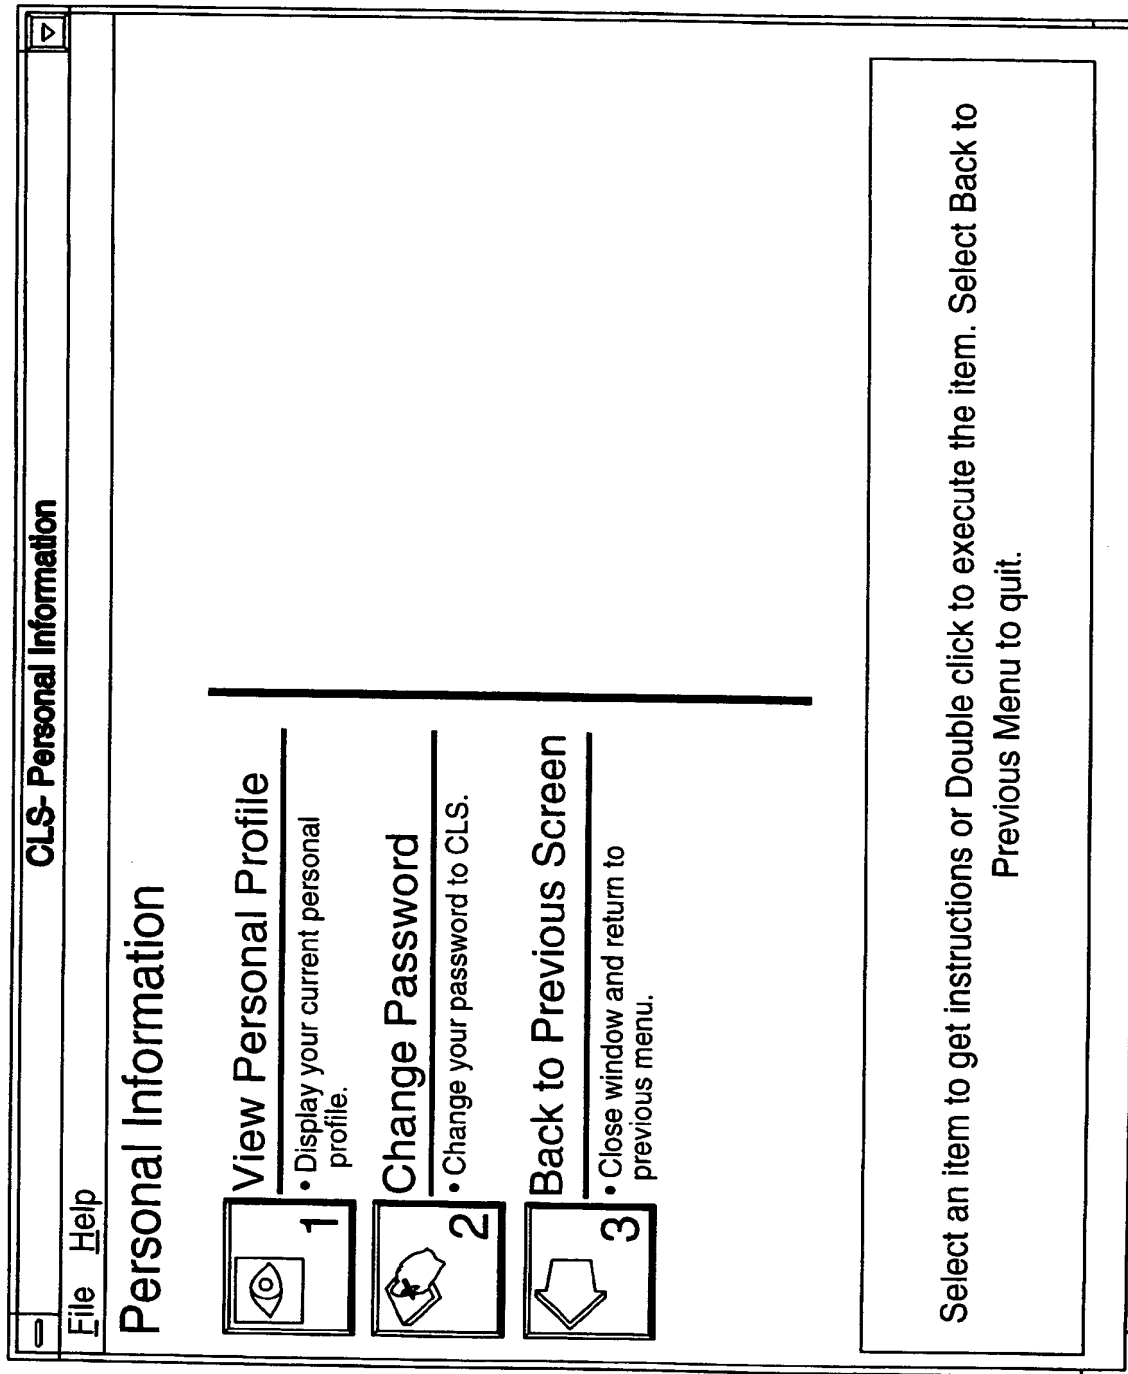 CLS- Personal Information
File Help
Personal Information
1
View Personal Profile
• Display your current personal
profile.
2
Change Password
• Change your password to CLS.
3
Back to Previous Screen
• Close window and return to
previous menu.
Select an item to get instructions or Double click to execute the item. Select Back to
Previous Menu to quit.